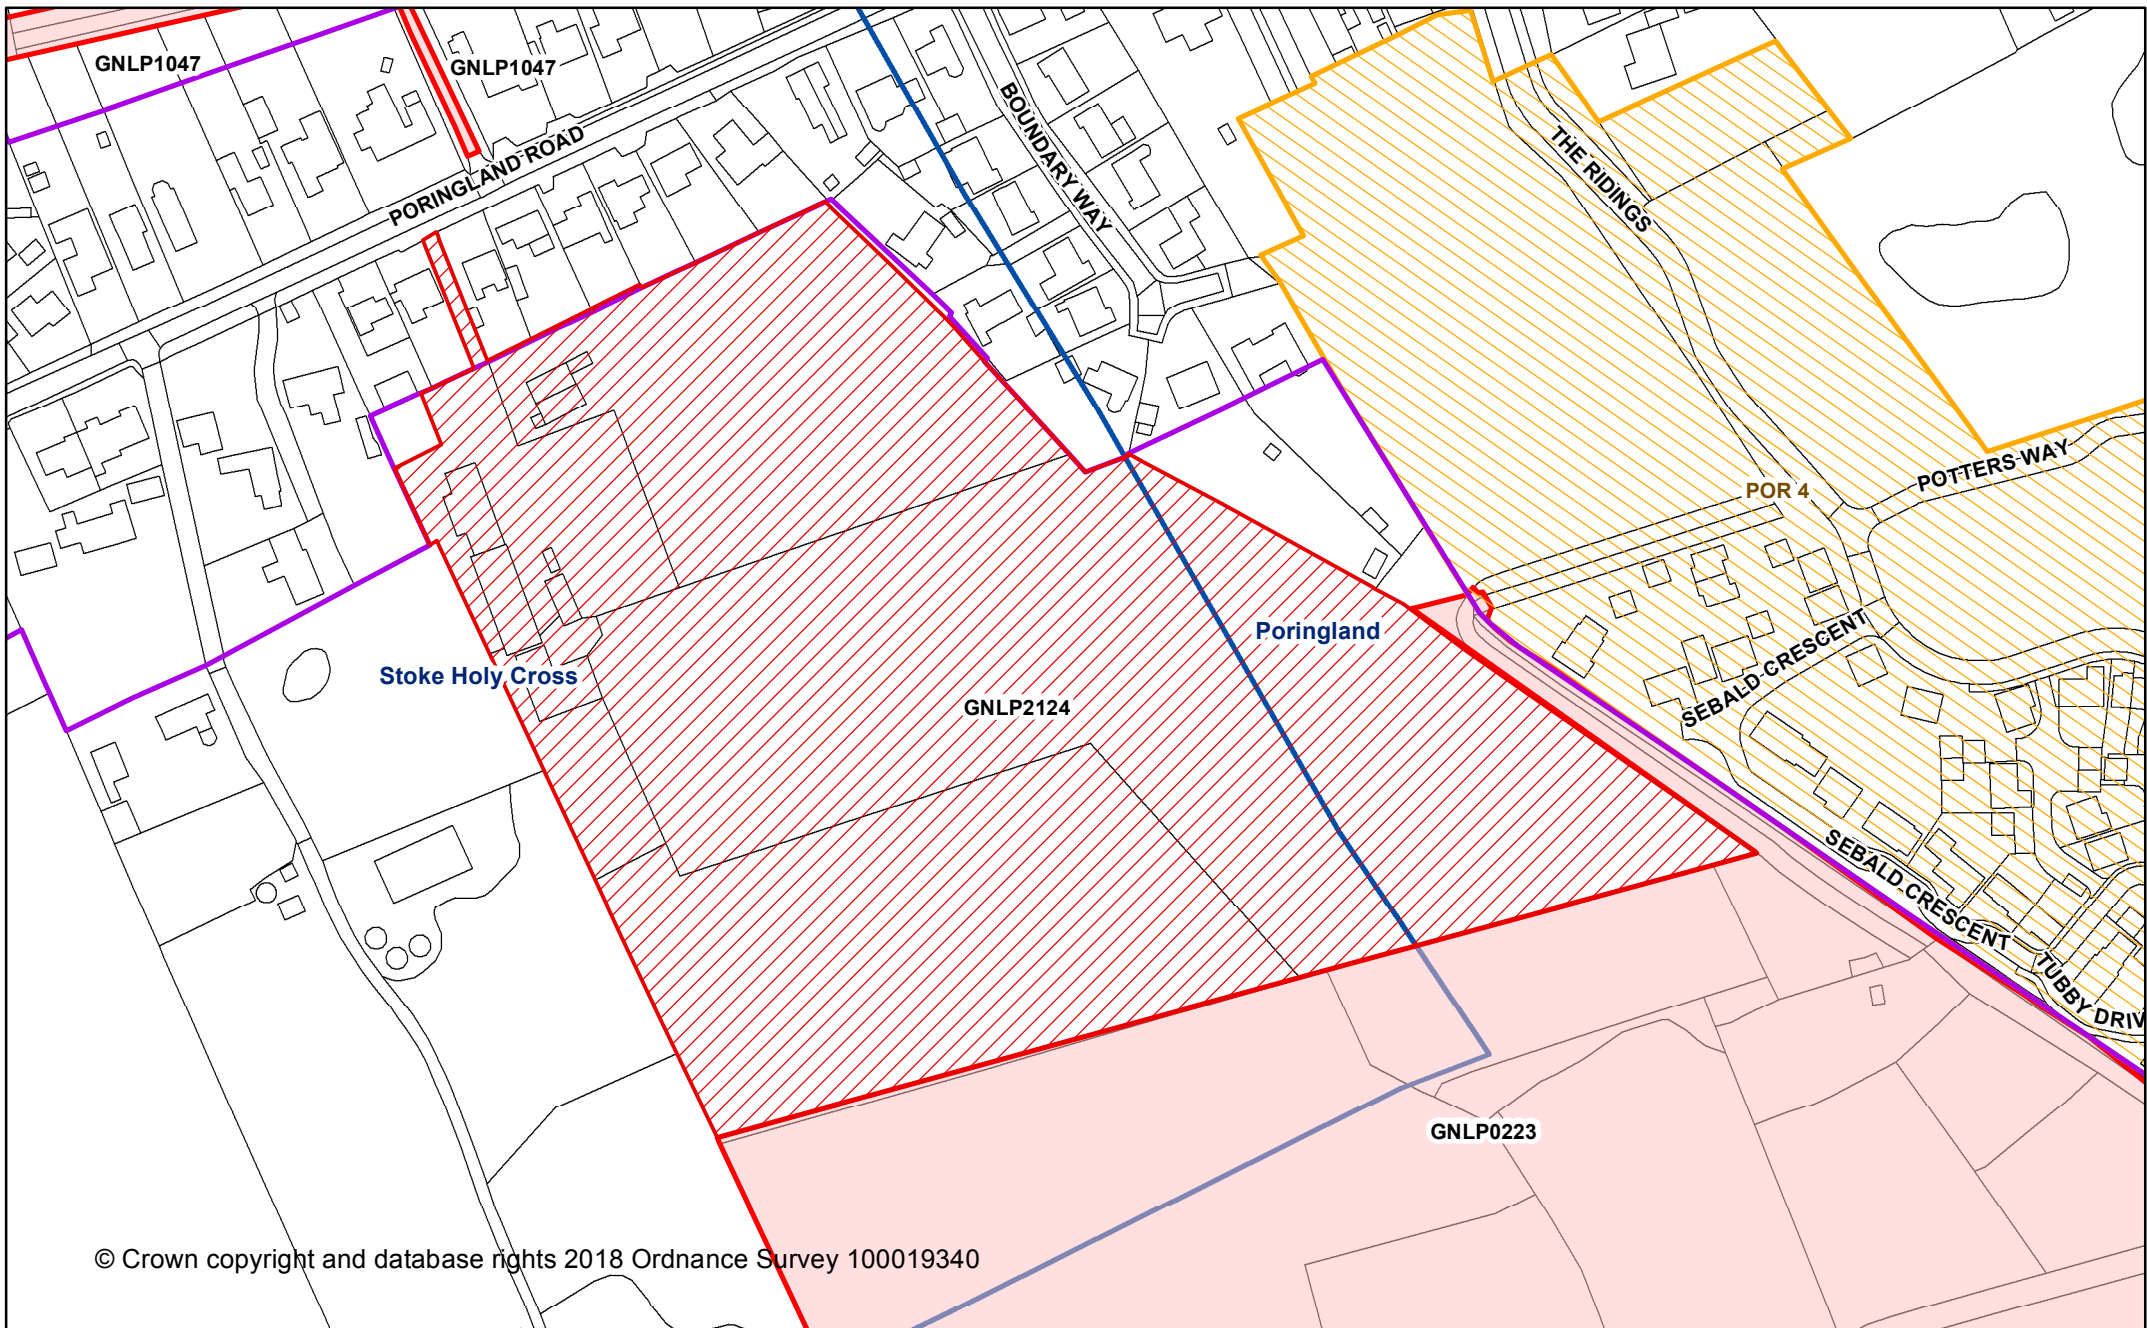 GNLP1047
GNLP1047
PORINGLAND ROAD
BOUNDARY WAY
THE RIDINGS
POTTERS WAY
POR 4
SEBALD CRESCENT
Poringland
Stoke Holy Cross
GNLP2124
SEBALD CRESCENT
TUBBY DRIV
GNLP0223
© Crown copyright and database rights 2018 Ordnance Survey 100019340